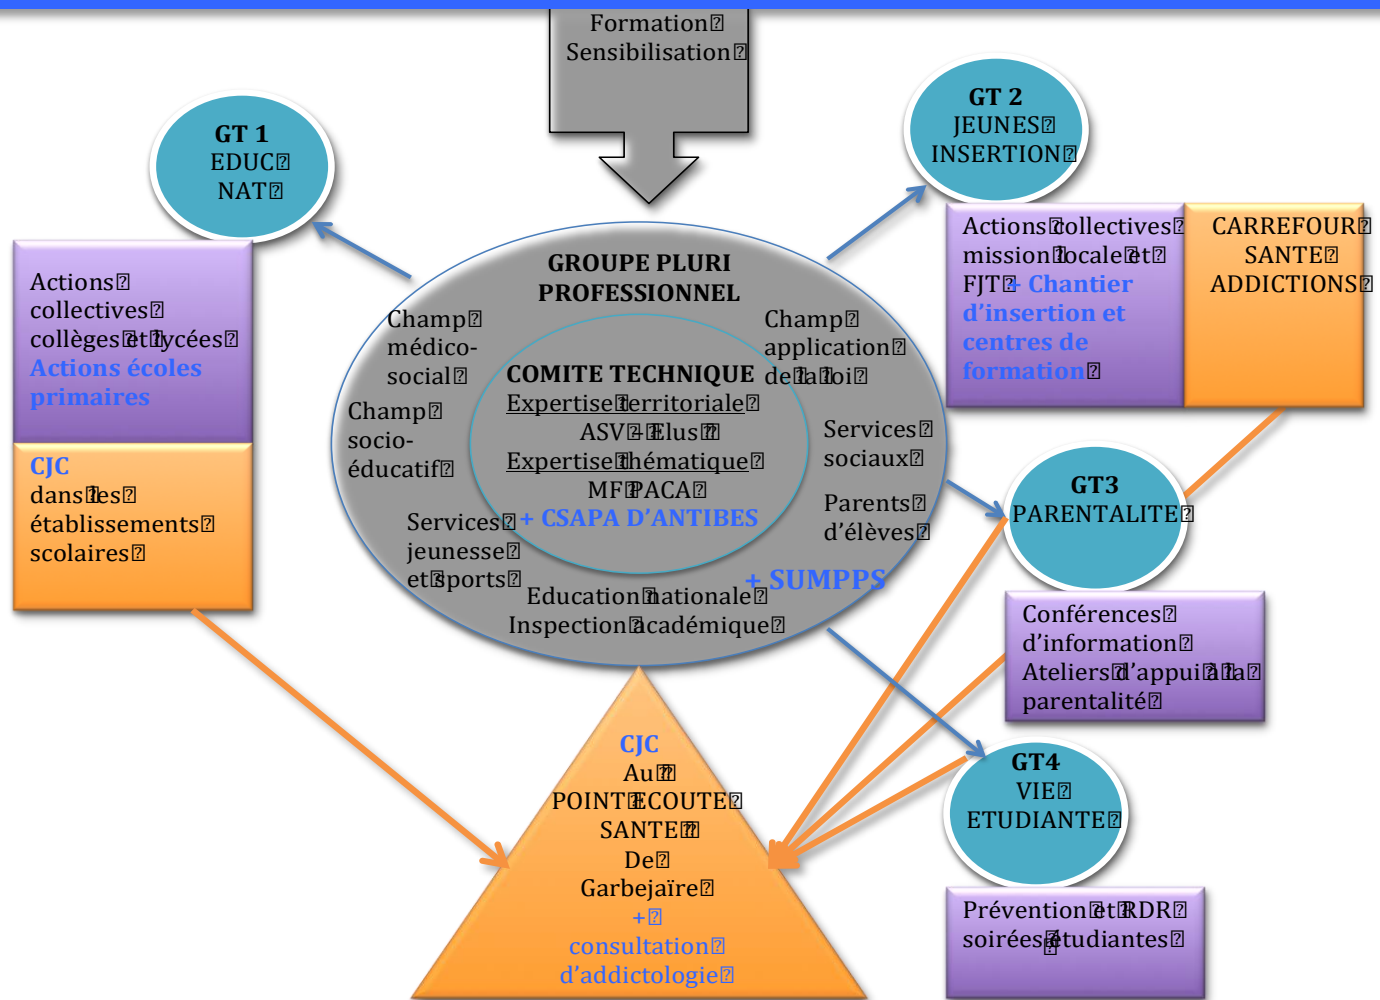 Formation
Sensibilisation
GT 1
EDUC
NAT
GT 2
JEUNES
INSERTION
Actions
collectives
collèges et lycées
Actions écoles
primaires
CJC
dans les
établissements
scolaires
GROUPE PLURI
PROFESSIONNEL
Champ
médico-
social
Champ
application
de la loi
Champ
socio-
éducatif
COMITE TECHNIQUE
Expertise territoriale
ASV – Elus
Expertise thématique
MF PACA
+ CSAPA D’ANTIBES
Services
sociaux
Parents
d’élèves
Services
jeunesse
et sports
+ SUMPPS
Education nationale
Inspection académique
Actions collectives
mission locale et
FJT + Chantier
d’insertion et
centres de
formation
CARREFOUR
SANTE
ADDICTIONS
GT3
PARENTALITE
Conférences
d’information
Ateliers d’appui à la
parentalité
CJC
Au
POINT ECOUTE
SANTE
De
Garbejaïre
+
consultation
d’addictologie
GT4
VIE
ETUDIANTE
Prévention et RDR
soirées étudiantes